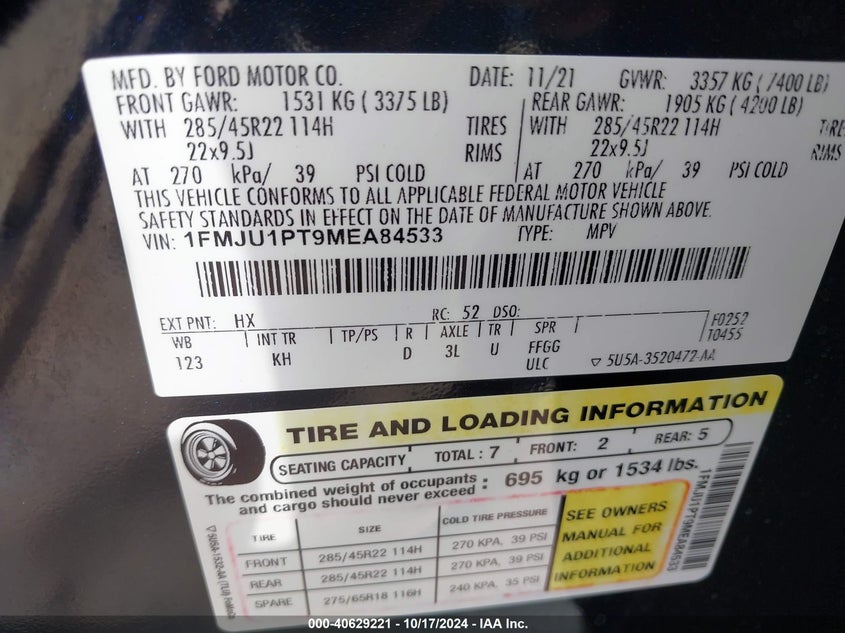 MFD. BY FORD MOTOR CO. DATE: 11/21 GVWR: 3357 KG ( 7400 LB)
FRONT GAWR: 1531 KG ( 3375 LB) REAR GAWR: 1905 KG ( 4200 LB)
WITH 285/45R22 114H TIRES WITH 285/45R22 114H TIRE
22x9.5J RIMS 22x9.5J RIMS
AT 270 kPa/ 39 PSI COLD AT 270 kPa/ 39 PSI COLD
THIS VEHICLE CONFORMS TO ALL APPLICABLE FEDERAL MOTOR VEHICLE
SAFETY STANDARDS IN EFFECT ON THE DATE OF MANUFACTURE SHOWN ABOVE.
VIN: 1FMJU1PT9MEA84533 TYPE: MPV
EXT PNT: HX RC: 52 DSO: F0252
WB INT TR TP/PS R AXLE TR SPR T0455
123 KH D 3L U FFGG
ULC 5U5A-3520472-AA
TIRE AND LOADING INFORMATION
SEATING CAPACITY TOTAL : 7 FRONT: 2 REAR: 5
The combined weight of occupants
and cargo should never exceed : 695 kg or 1534 lbs.
TIRE SIZE COLD TIRE PRESSURE
FRONT 285/45R22 114H 270 KPA, 39 PSI
REAR 285/45R22 114H 270 KPA, 39 PSI
SPARE 275/65R18 116H 240 KPA, 35 PSI
SEE OWNERS
MANUAL FOR
ADDITIONAL
INFORMATION
1FMJU1PT9MEA84533
5U5A-1532-AA (TLU) FoMoCo
000-40629221 - 10/17/2024 - IAA Inc.